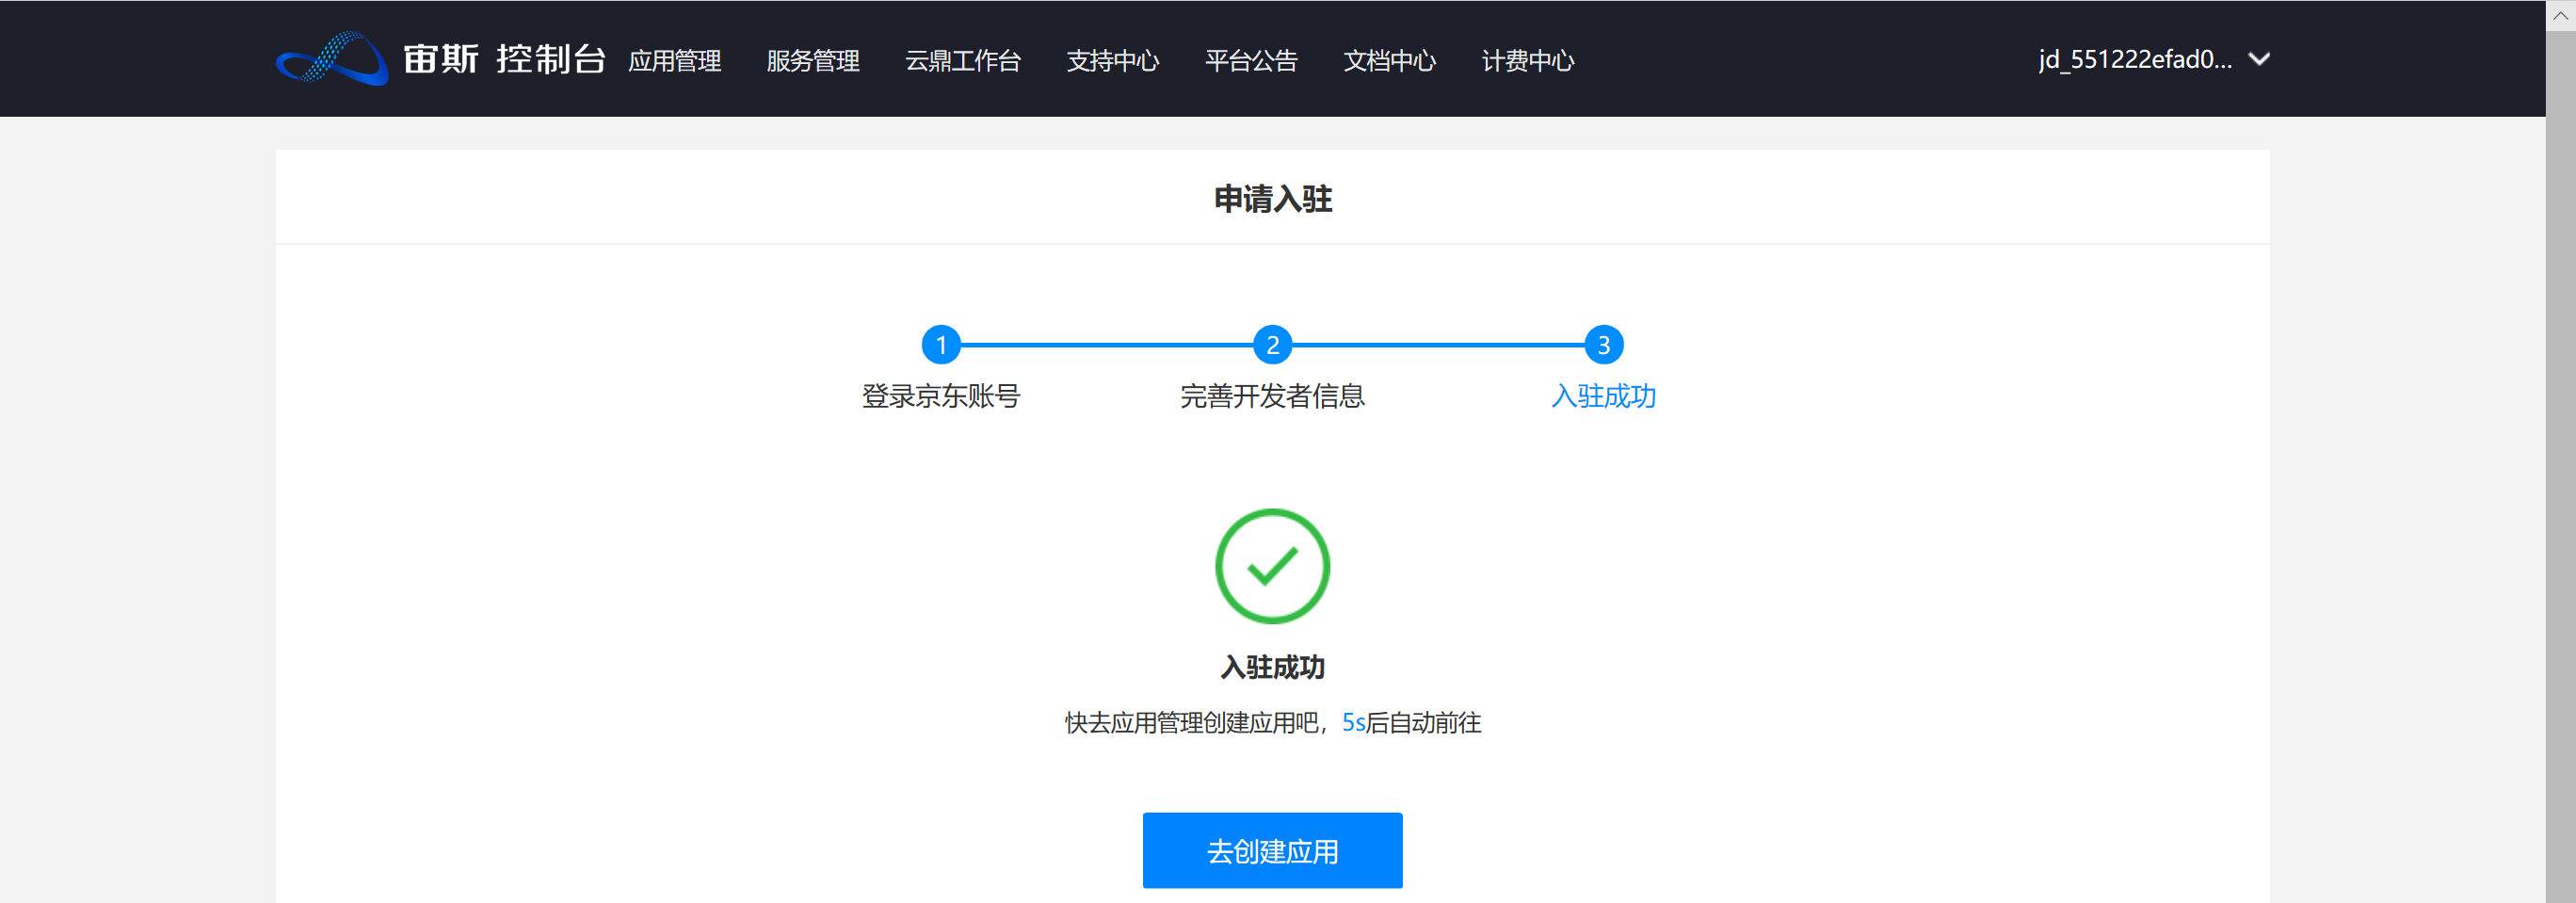 宙斯 控制台 应用管理 服务管理 云鼎工作台 支持中心 平台公告 文档中心 计费中心 jd_551222efad0...
申请入驻
1 2 3
登录京东账号 完善开发者信息 入驻成功
入驻成功
快去应用管理创建应用吧，5s后自动前往
去创建应用